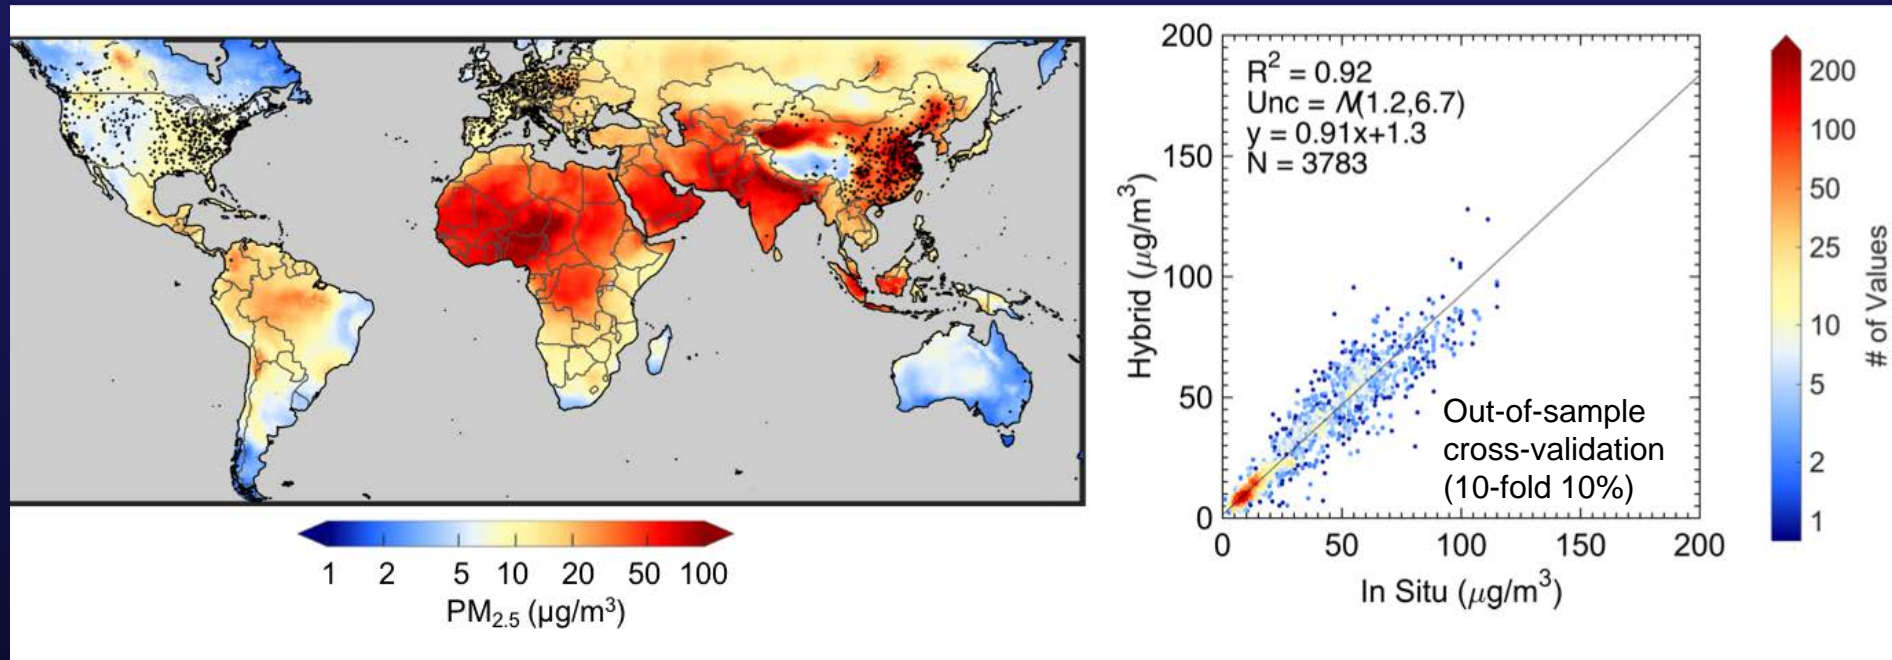 1 2 5 10 20 50 100
PM2.5 (μg/m³)
200
150
100
50
0
Hybrid (μg/m³)
R² = 0.92
Unc = N(1.2,6.7)
y = 0.91x+1.3
N = 3783
Out-of-sample
cross-validation
(10-fold 10%)
0 50 100 150 200
In Situ (μg/m³)
200
100
50
25
10
5
2
1
# of Values